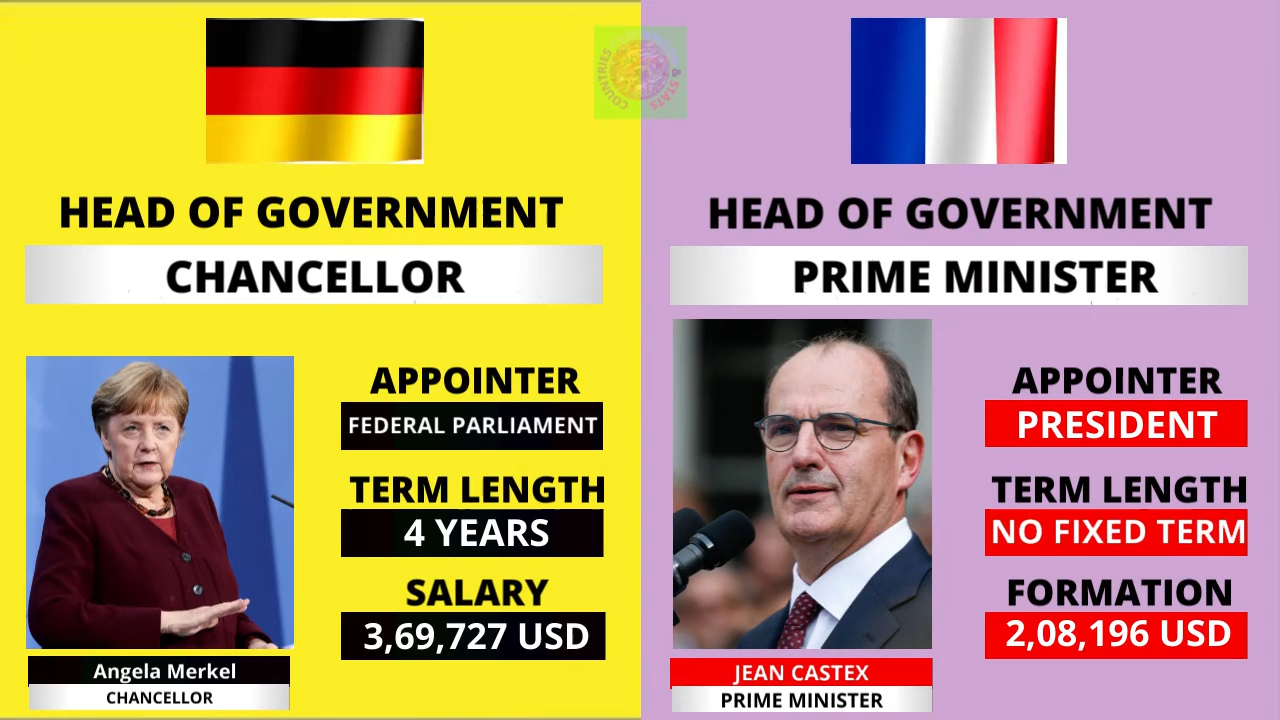 COUNTRIES
& STATS
HEAD OF GOVERNMENT
CHANCELLOR
APPOINTER
FEDERAL PARLIAMENT
TERM LENGTH
4 YEARS
SALARY
3,69,727 USD
Angela Merkel
CHANCELLOR
HEAD OF GOVERNMENT
PRIME MINISTER
APPOINTER
PRESIDENT
TERM LENGTH
NO FIXED TERM
FORMATION
2,08,196 USD
JEAN CASTEX
PRIME MINISTER